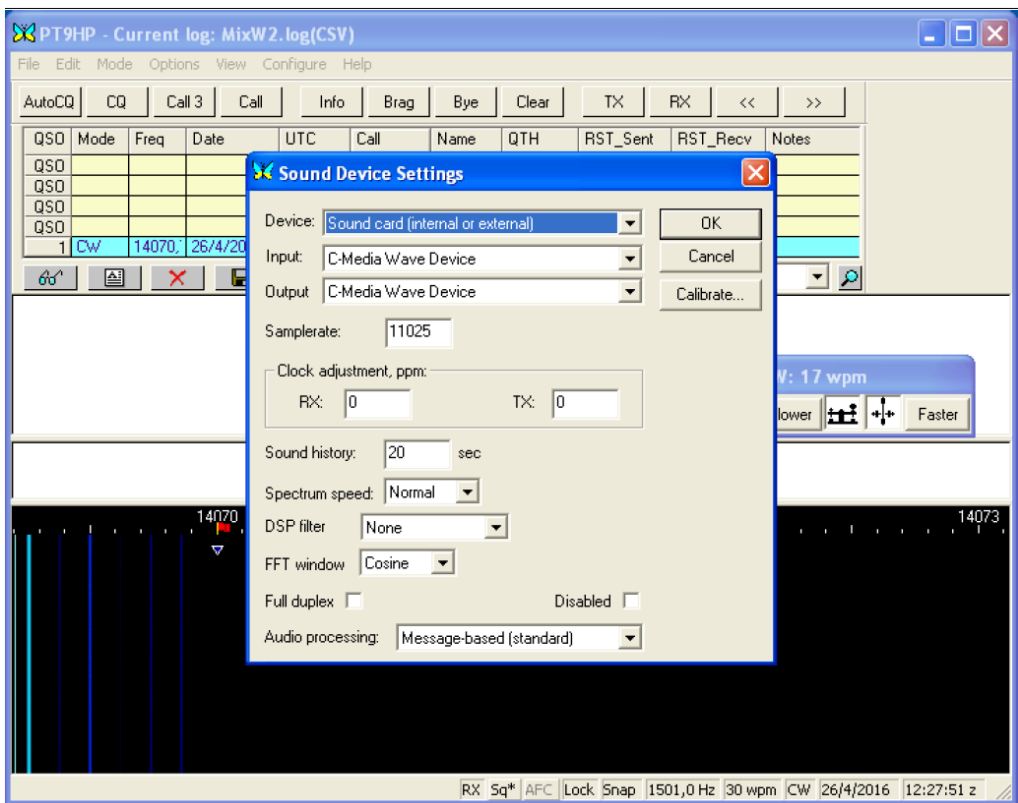 PT9HP - Current log: MixW2.log(CSV)
File Edit Mode Options View Configure Help
AutoCQ CQ Call 3 Call Info Brag Bye Clear TX RX << >>
QSO Mode Freq Date UTC Call Name QTH RST_Sent RST_Recv Notes
QSO
QSO
QSO
QSO
1 CW 14070, 26/4/20
Sound Device Settings
Device: Sound card (internal or external) OK
Input: C-Media Wave Device Cancel
Output C-Media Wave Device Calibrate...
Samplerate: 11025
Clock adjustment, ppm:
RX: 0 TX: 0
W: 17 wpm
lower Faster
Sound history: 20 sec
Spectrum speed: Normal
14070 14073
DSP filter None
FFT window Cosine
Full duplex Disabled
Audio processing: Message-based (standard)
RX Sq* AFC Lock Snap 1501,0 Hz 30 wpm CW 26/4/2016 12:27:51 z